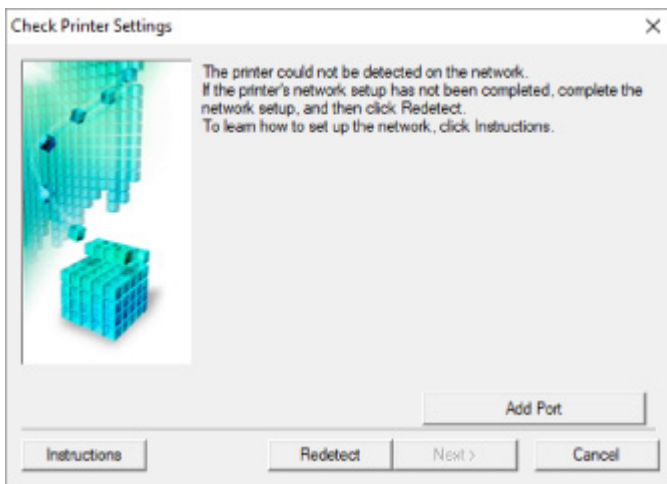 Check Printer Settings
The printer could not be detected on the network.
If the printer's network setup has not been completed, complete the
network setup, and then click Redetect.
To learn how to set up the network, click Instructions.
Add Port
Instructions
Redetect
Next >
Cancel